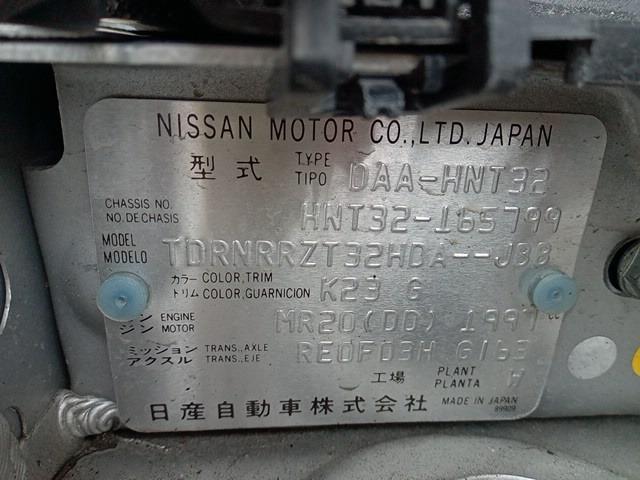 NISSAN MOTOR CO.,LTD. JAPAN
型式 TYPE TIPO DAA-HNT32
CHASSIS NO. NO.DE CHASIS HNT32-165799
MODEL MODELO TDRNRRZT32HDA--JBB
カラー COLOR,TRIM
トリム COLOR,GUARNICION K23 G
ン ENGINE
ジン MOTOR MR20(DD) 1997 cc
ミッション TRANS.,AXLE
アクスル TRANS.,EJE RE0F03H G163
工場 PLANT PLANTA W
日産自動車株式会社 MADE IN JAPAN
89909